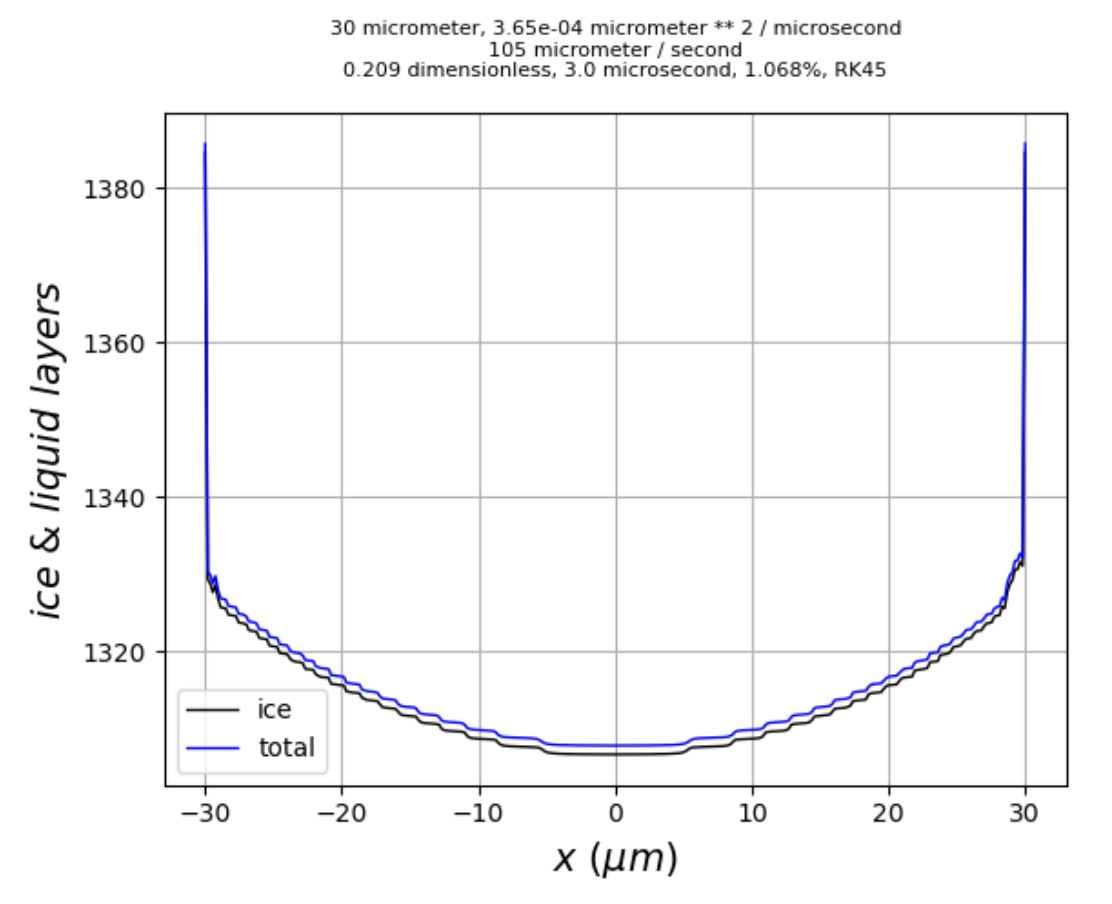 30 micrometer, 3.65e-04 micrometer ** 2 / microsecond
105 micrometer / second
0.209 dimensionless, 3.0 microsecond, 1.068%, RK45
1380
1360
1340
1320
ice & liquid layers
ice
total
−30
−20
−10
0
10
20
30
x (μm)